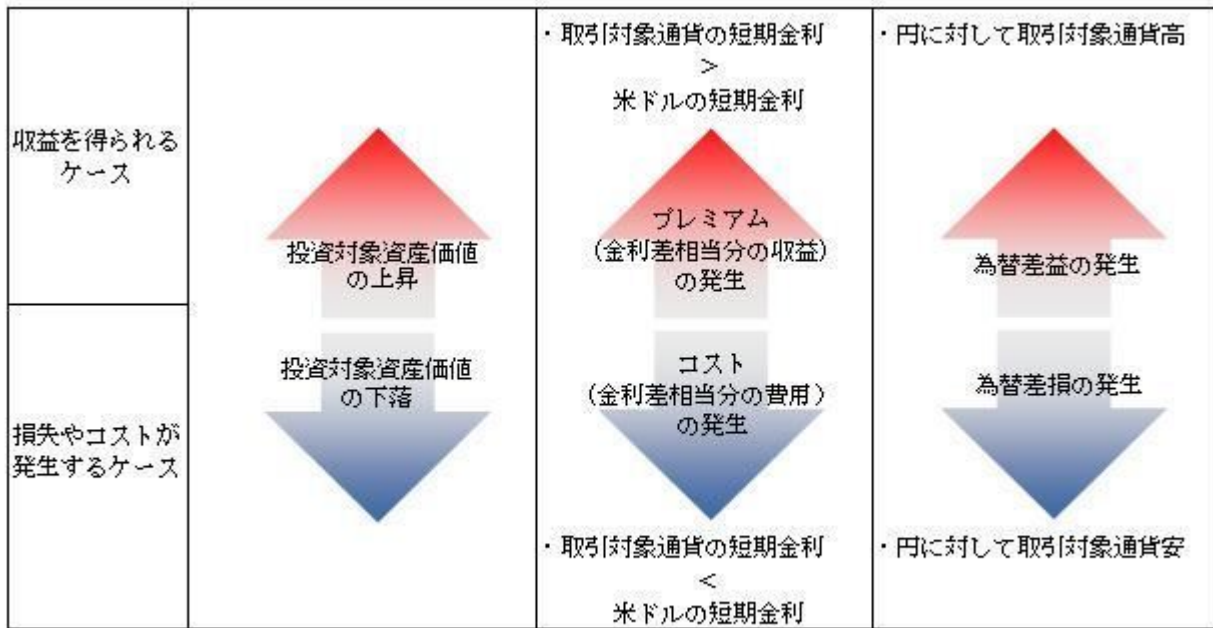 収益を得られる
ケース
投資対象資産価値
の上昇
・取引対象通貨の短期金利
>
米ドルの短期金利
プレミアム
(金利差相当分の収益)
の発生
・円に対して取引対象通貨高
為替差益の発生
損失やコストが
発生するケース
投資対象資産価値
の下落
コスト
(金利差相当分の費用)
の発生
・取引対象通貨の短期金利
<
米ドルの短期金利
為替差損の発生
・円に対して取引対象通貨安